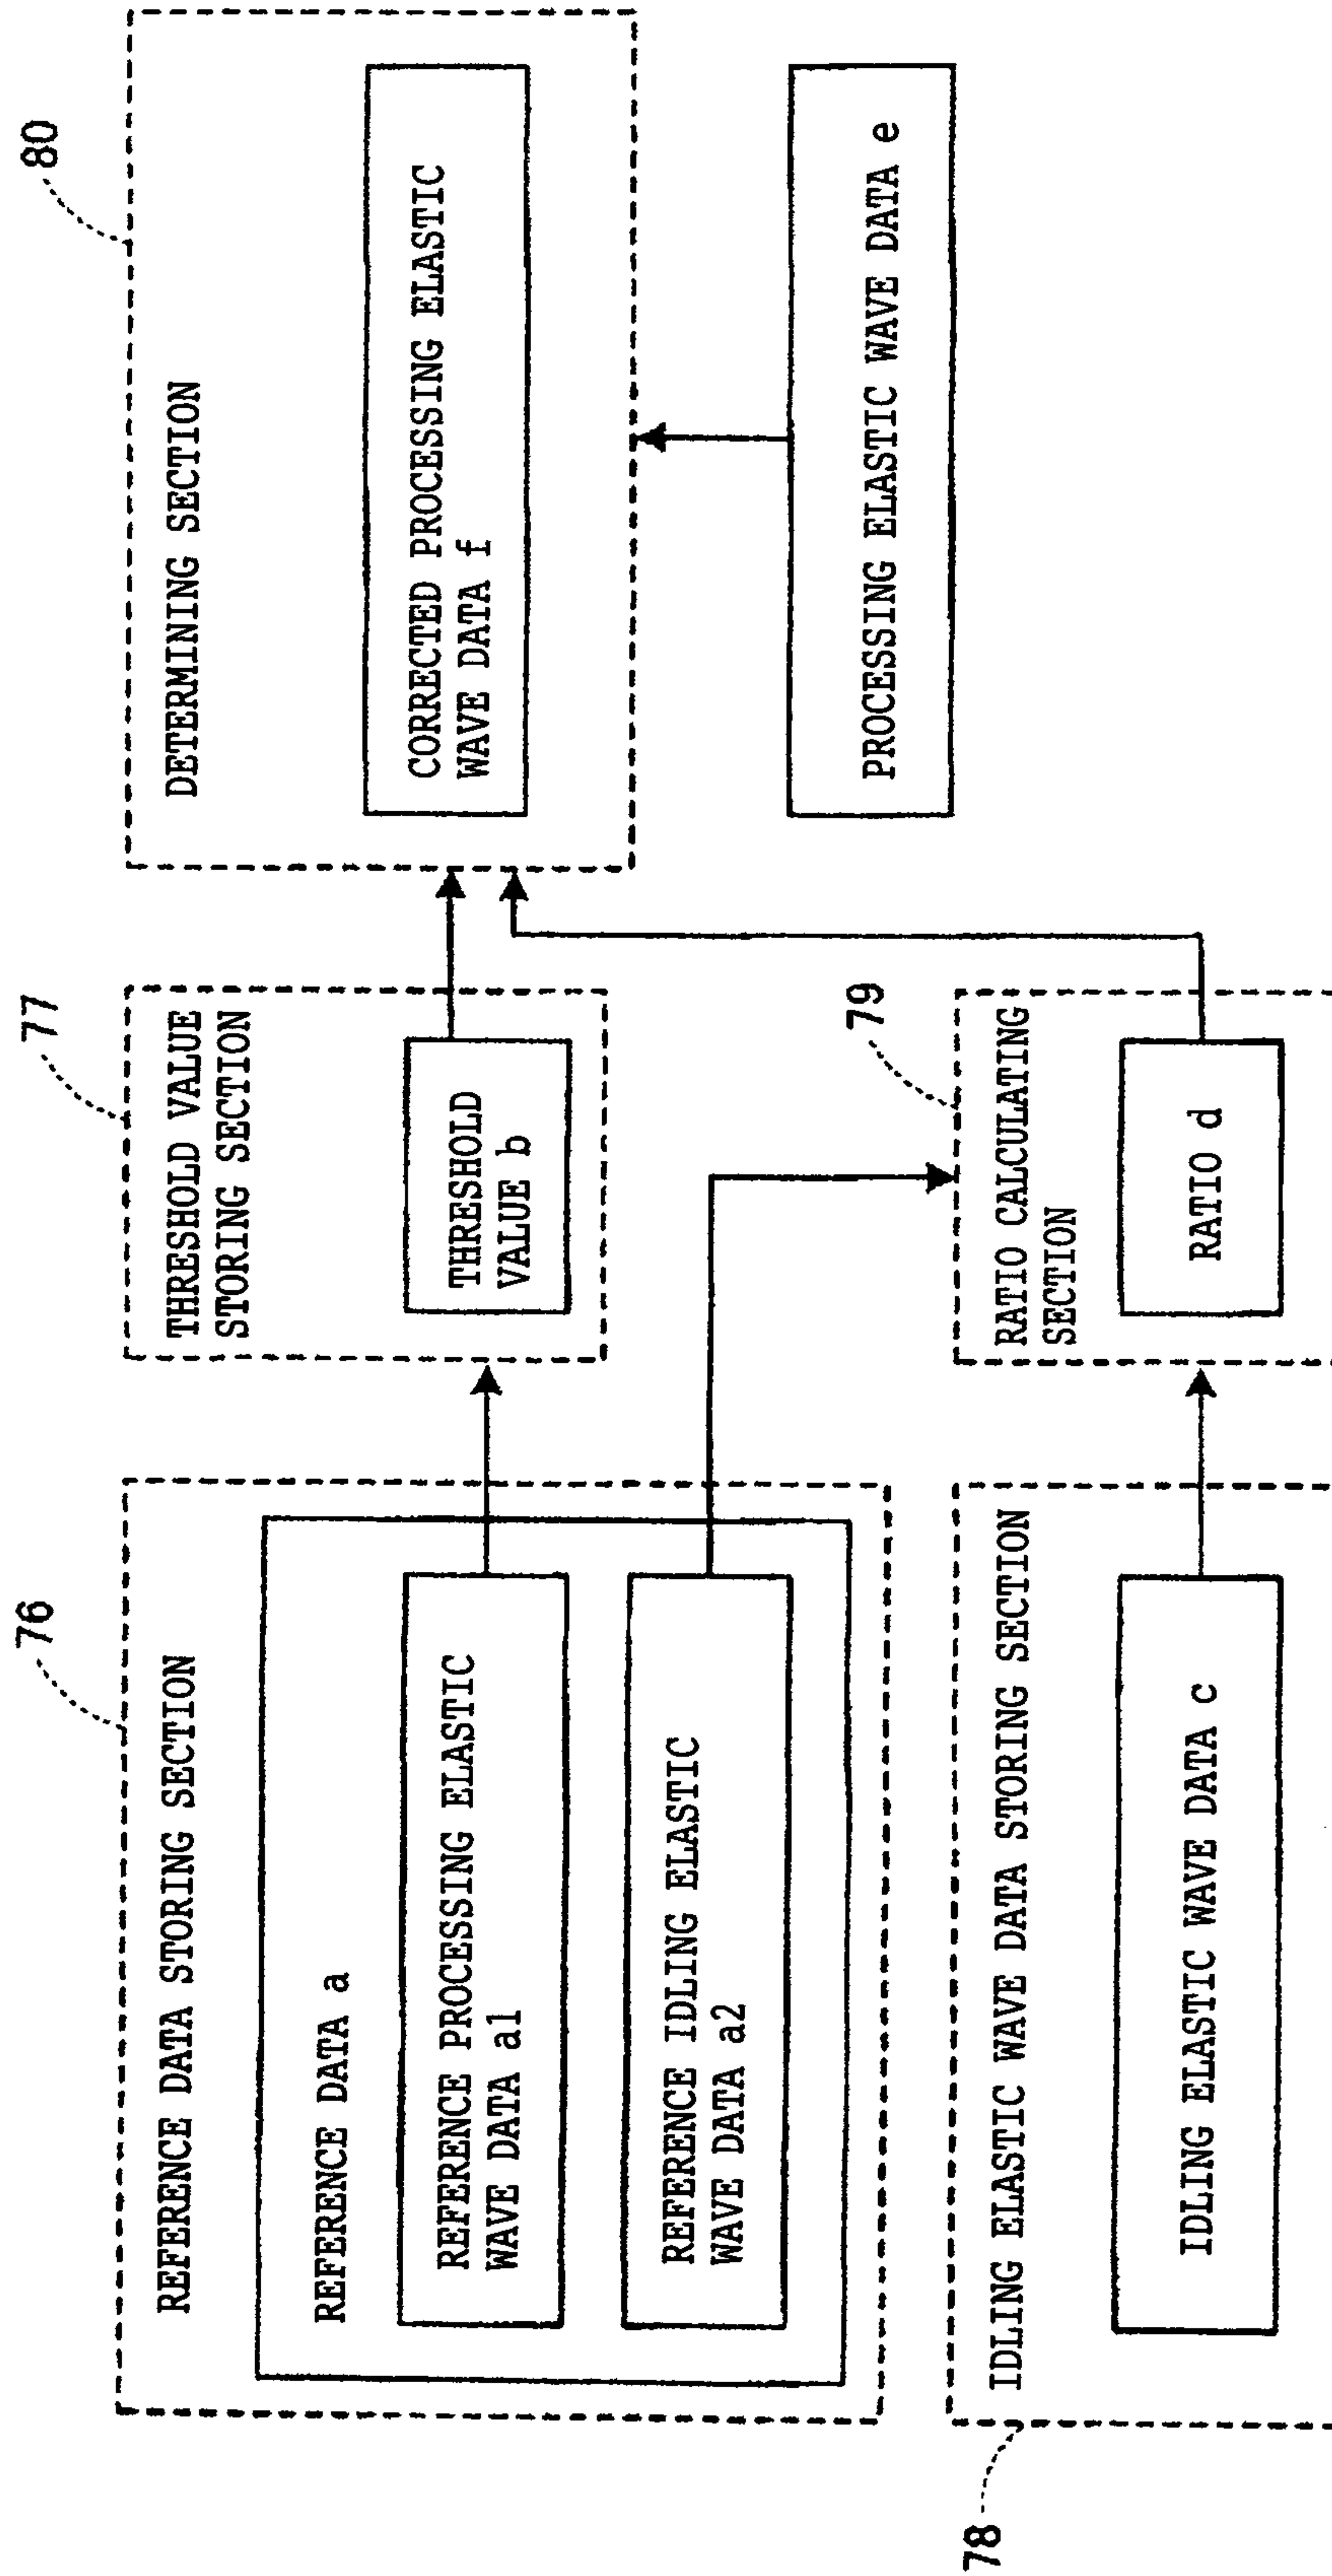 76
REFERENCE DATA STORING SECTION
REFERENCE DATA a
REFERENCE PROCESSING ELASTIC
WAVE DATA a1
REFERENCE IDLING ELASTIC
WAVE DATA a2
77
THRESHOLD VALUE
STORING SECTION
THRESHOLD
VALUE b
80
DETERMINING SECTION
CORRECTED PROCESSING ELASTIC
WAVE DATA f
PROCESSING ELASTIC WAVE DATA e
78
IDLING ELASTIC WAVE DATA STORING SECTION
IDLING ELASTIC WAVE DATA c
79
RATIO CALCULATING
SECTION
RATIO d